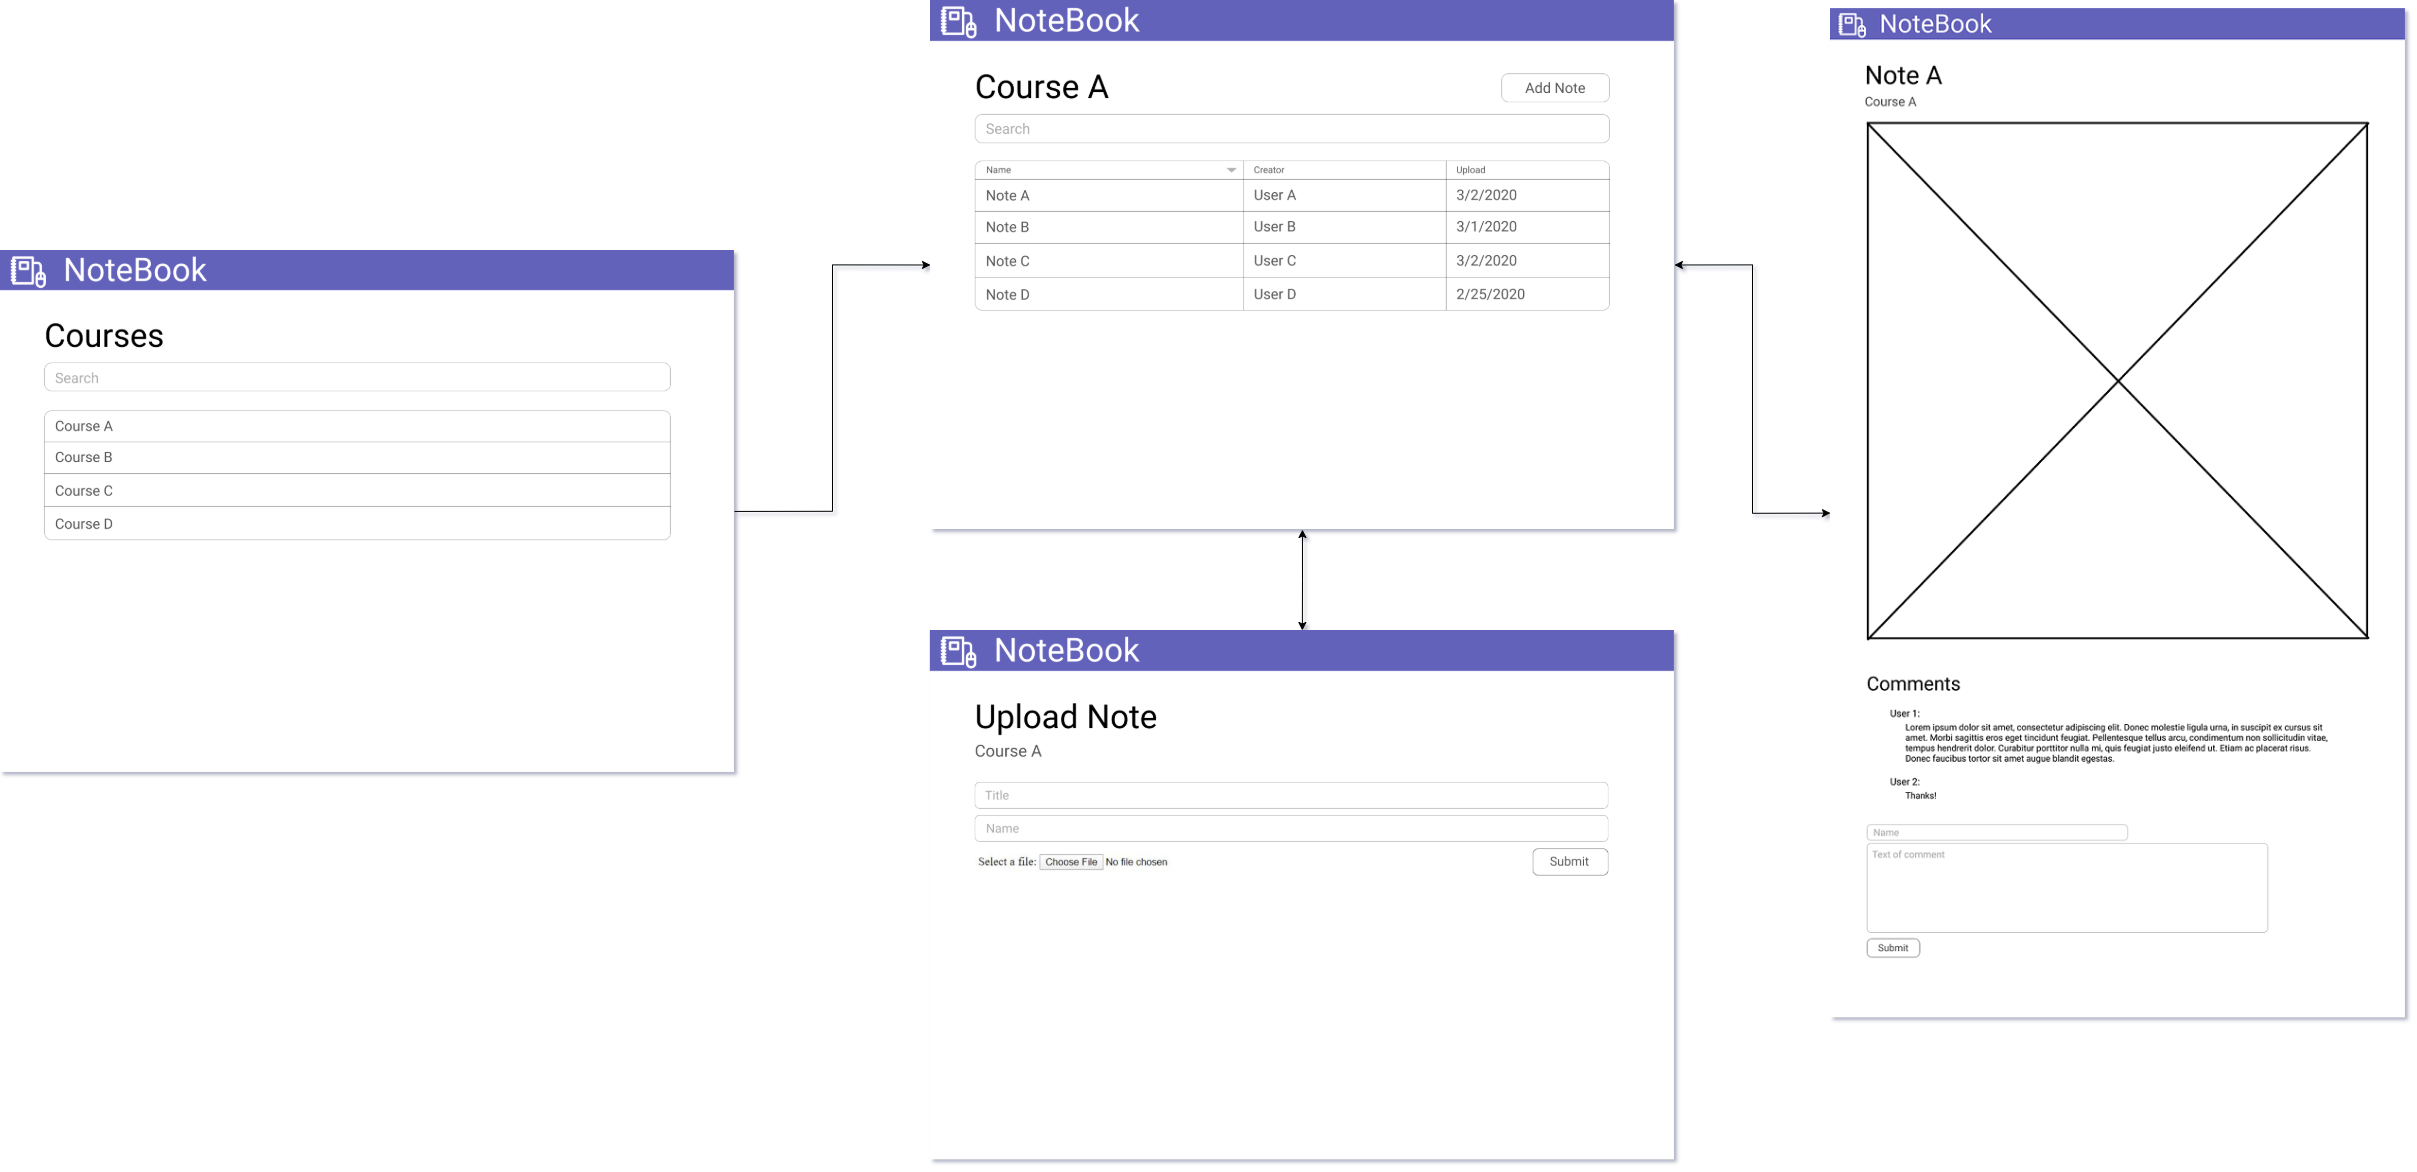 NoteBook
Courses
Search
Course A
Course B
Course C
Course D
NoteBook
Course A
Add Note
Search
Name Creator Upload
Note A User A 3/2/2020
Note B User B 3/1/2020
Note C User C 3/2/2020
Note D User D 2/25/2020
NoteBook
Upload Note
Course A
Title
Name
Select a file: Choose File No file chosen
Submit
NoteBook
Note A
Course A
Comments
User 1:
Lorem ipsum dolor sit amet, consectetur adipiscing elit. Donec molestie ligula urna, in suscipit ex cursus sit
amet. Morbi sagittis eros eget tincidunt feugiat. Pellentesque tellus arcu, condimentum non sollicitudin vitae,
tempus hendrerit dolor. Curabitur porttitor nulla mi, quis feugiat justo eleifend ut. Etiam ac placerat risus.
Donec faucibus tortor sit amet augue blandit egestas.
User 2:
Thanks!
Name
Text of comment
Submit